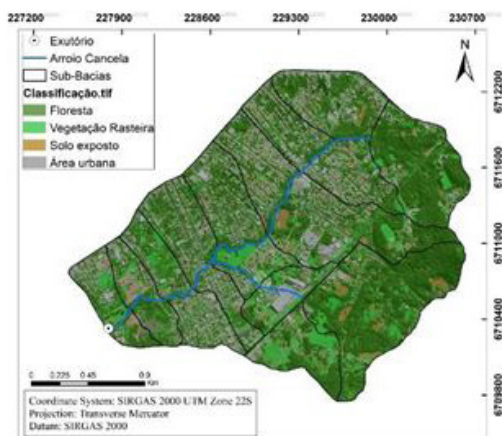 227200 227900 228600 229300 230000 230700
Exutório
Arroio Cancela
Sub-Bacias
Classificação.tif
Floresta
Vegetação Rasteira
Solo exposto
Área urbana
N
6712200
6711600
6711000
6710400
6709800
0 0.225 0.45 0.9
Km
Coordinate System: SIRGAS 2000 UTM Zone 22S
Projection: Transverse Mercator
Datum: SIRGAS 2000